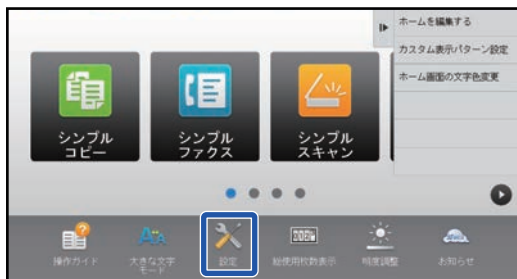 ホームを編集する
カスタム表示パターン設定
ホーム画面の文字色変更
シンプル
コピー
シンプル
ファクス
シンプル
スキャン
操作ガイド
大きな文字
モード
設定
総使用枚数表示
明度調整
お知らせ